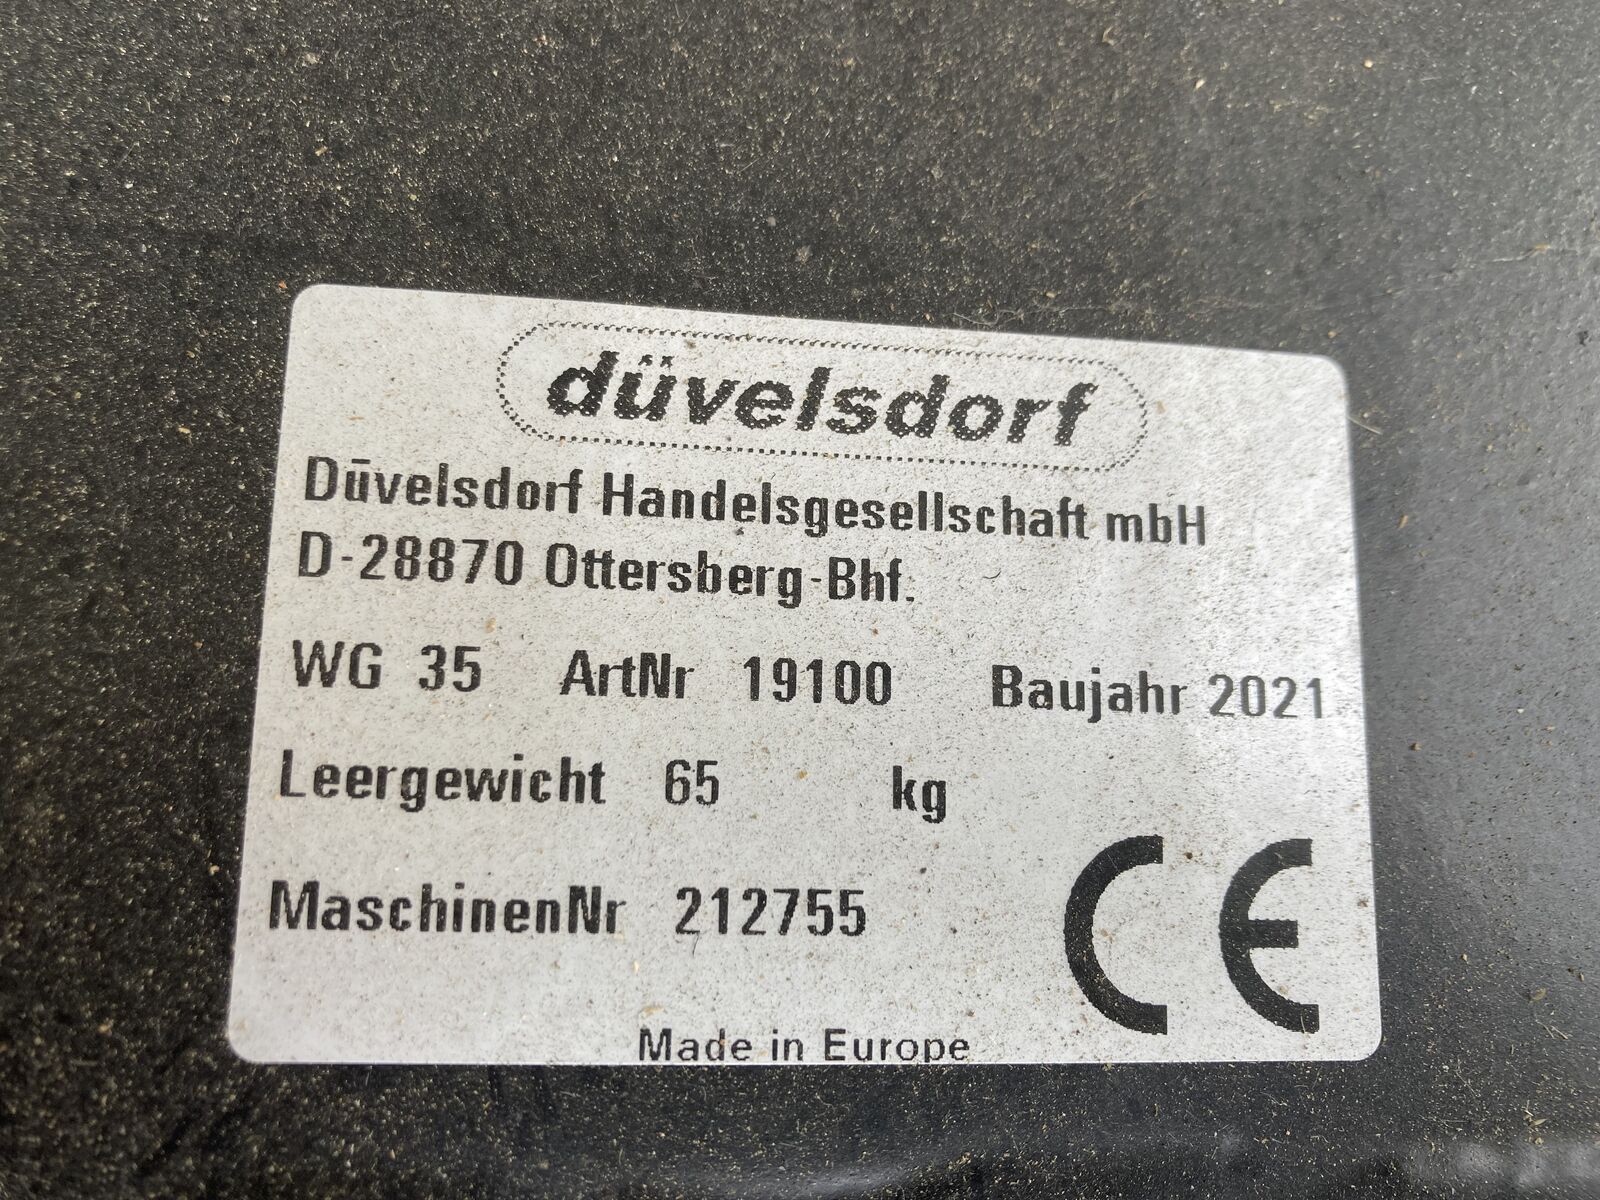 düvelsdorf
Düvelsdorf Handelsgesellschaft mbH
D-28870 Ottersberg-Bhf.
WG 35 ArtNr 19100 Baujahr 2021
Leergewicht 65 kg
MaschinenNr 212755
CE
Made in Europe